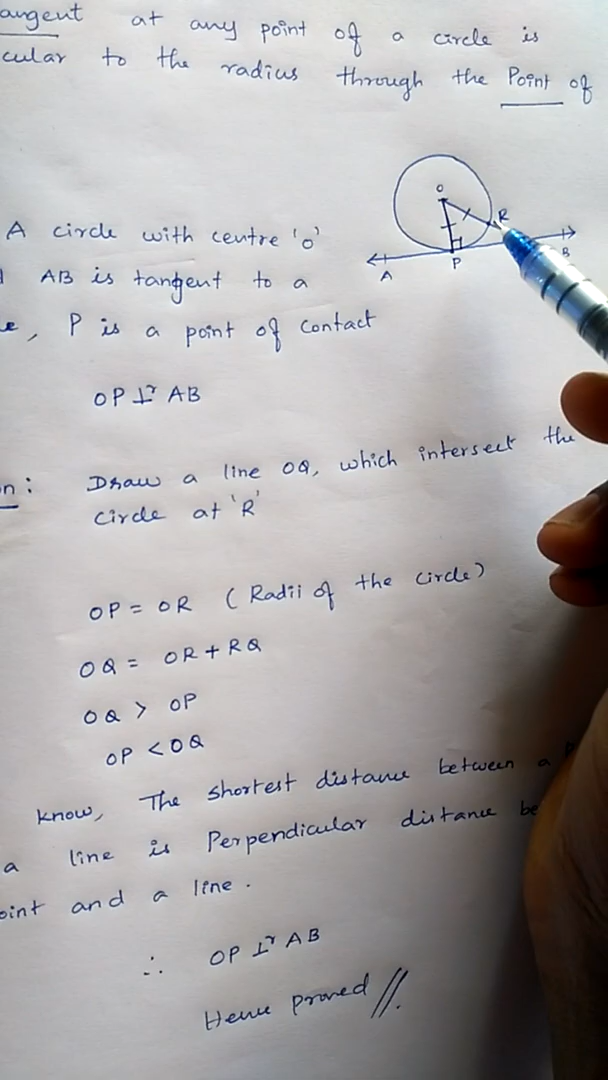 angent at any point of a circle is
cular to the radius through the Point of
O
R
A
P
B
A circle with centre 'o'
AB is tangent to a
e, P is a point of contact
OP ⊥r AB
n: Draw a line OQ, which intersect the
circle at 'R'
OP = OR (Radii of the circle)
OQ = OR + RQ
OQ > OP
OP < OQ
know, The shortest distance between a
a line is Perpendicular distance be
oint and a line.
∴ OP ⊥r AB
Hence proved //.